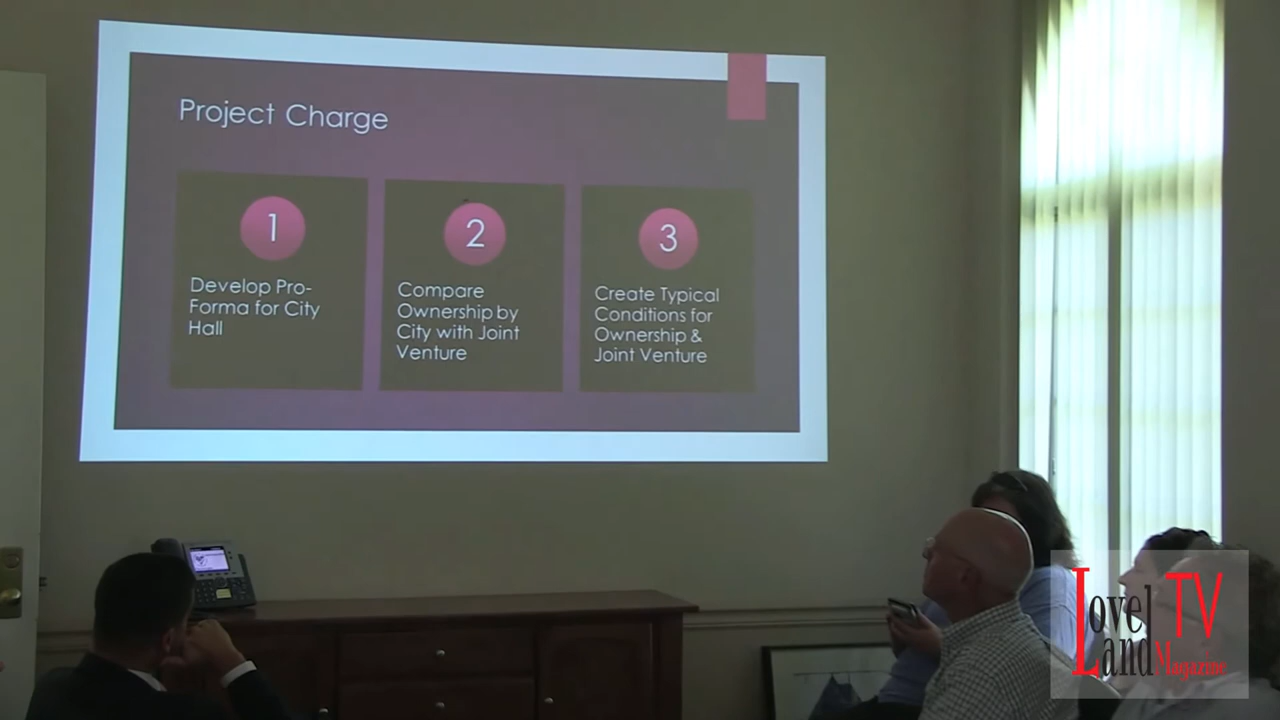 Project Charge
1
Develop Pro-
Forma for City
Hall
2
Compare
Ownership by
City with Joint
Venture
3
Create Typical
Conditions for
Ownership &
Joint Venture
Lovel TV
Land Magazine